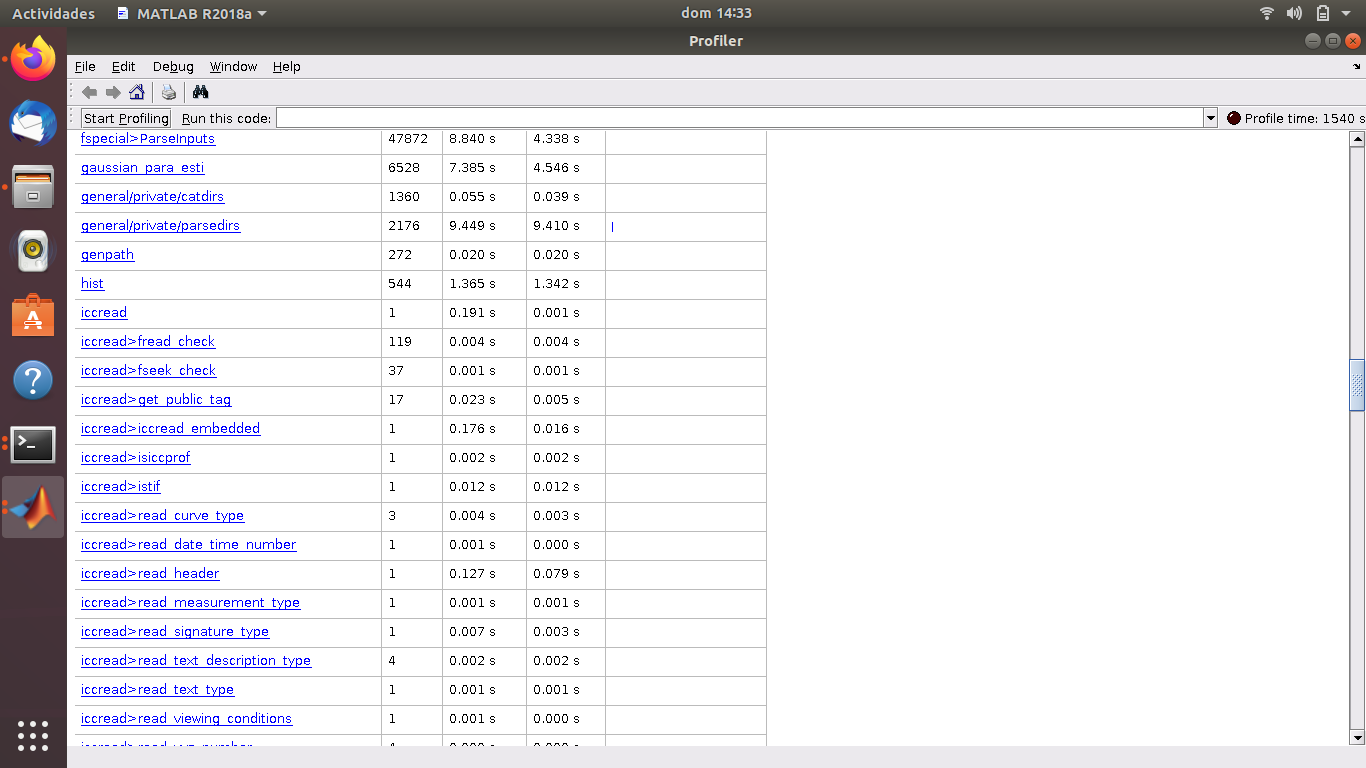 Actividades MATLAB R2018a dom 14:33
Profiler
File Edit Debug Window Help
Start Profiling Run this code: Profile time: 1540 s
fspecial>ParseInputs 47872 8.840 s 4.338 s
gaussian_para_esti 6528 7.385 s 4.546 s
general/private/catdirs 1360 0.055 s 0.039 s
general/private/parsedirs 2176 9.449 s 9.410 s
genpath 272 0.020 s 0.020 s
hist 544 1.365 s 1.342 s
iccread 1 0.191 s 0.001 s
iccread>fread_check 119 0.004 s 0.004 s
iccread>fseek_check 37 0.001 s 0.001 s
iccread>get_public_tag 17 0.023 s 0.005 s
iccread>iccread_embedded 1 0.176 s 0.016 s
iccread>isiccprof 1 0.002 s 0.002 s
iccread>istif 1 0.012 s 0.012 s
iccread>read_curve_type 3 0.004 s 0.003 s
iccread>read_date_time_number 1 0.001 s 0.000 s
iccread>read_header 1 0.127 s 0.079 s
iccread>read_measurement_type 1 0.001 s 0.001 s
iccread>read_signature_type 1 0.007 s 0.003 s
iccread>read_text_description_type 4 0.002 s 0.002 s
iccread>read_text_type 1 0.001 s 0.001 s
iccread>read_viewing_conditions 1 0.001 s 0.000 s